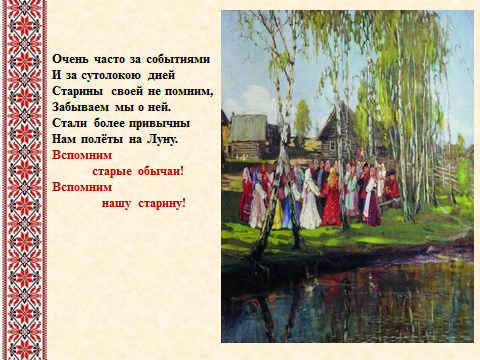 Очень часто за событиями
И за сутолокою дней
Старины своей не помним,
Забываем мы о ней.
Стали более привычны
Нам полёты на Луну.
Вспомним
старые обычаи!
Вспомним
нашу старину!